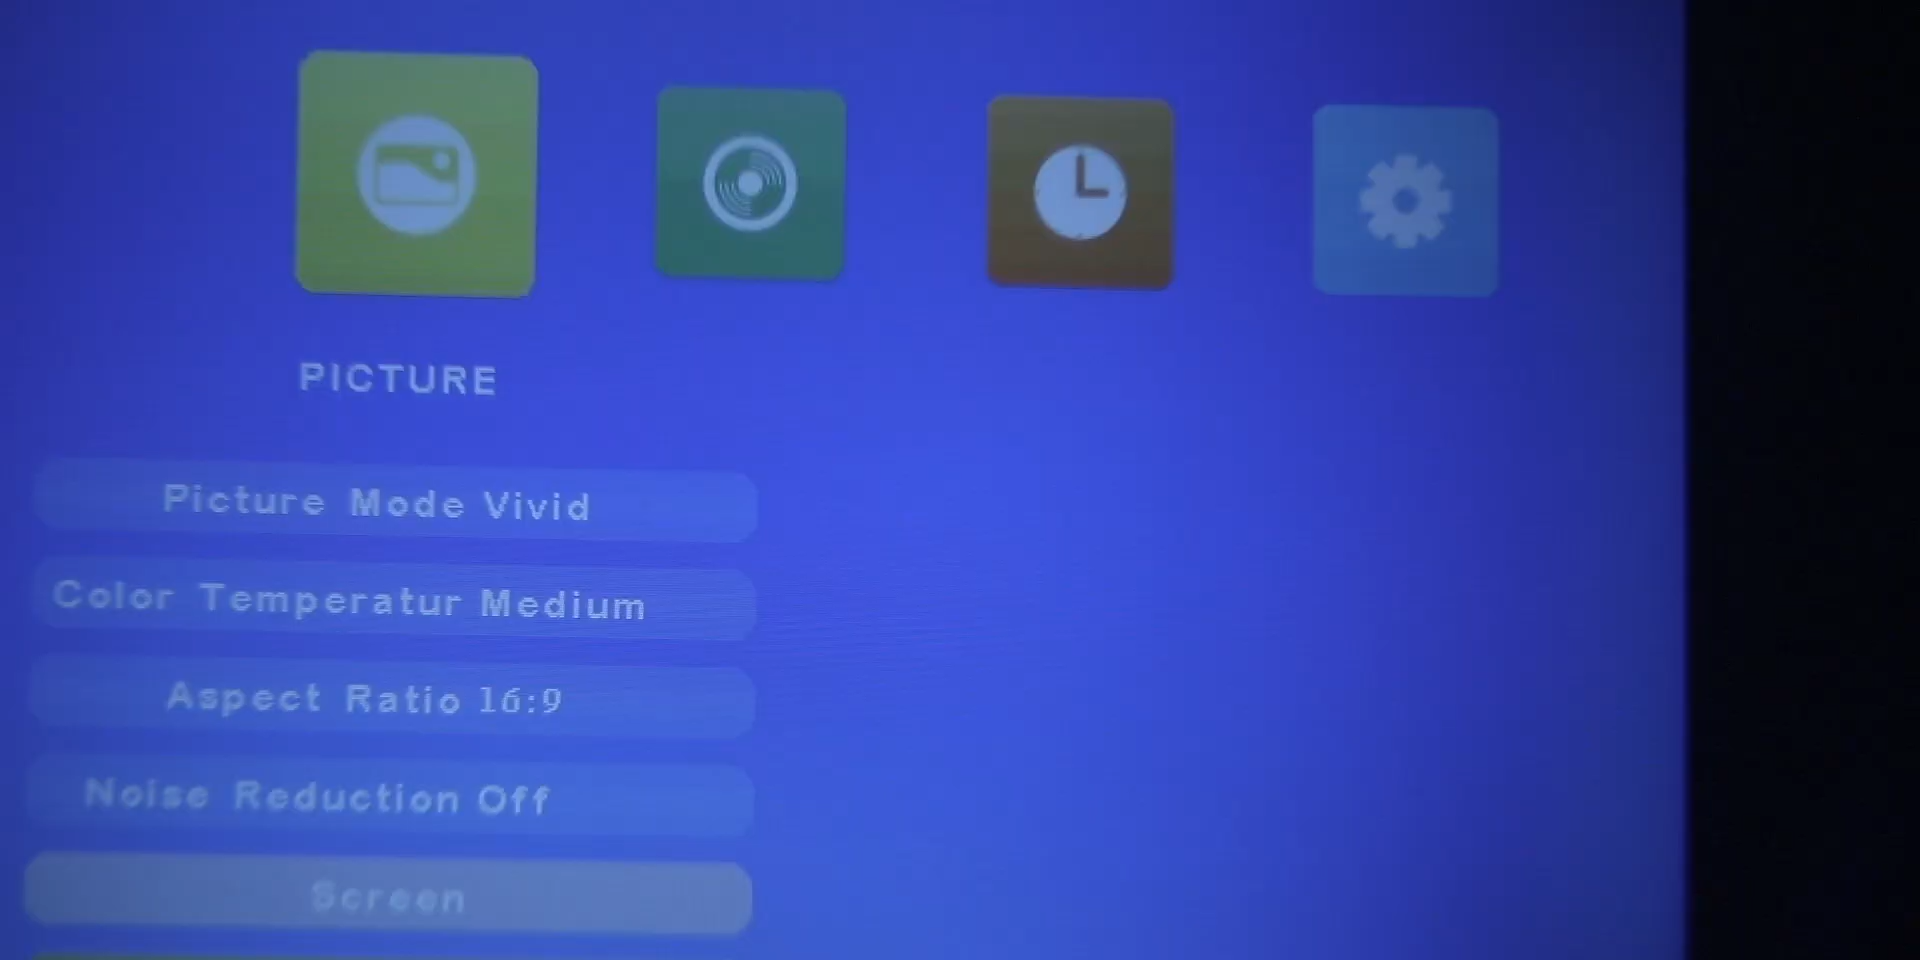 PICTURE
Picture Mode Vivid
Color Temperatur Medium
Aspect Ratio 16:9
Noise Reduction Off
Screen